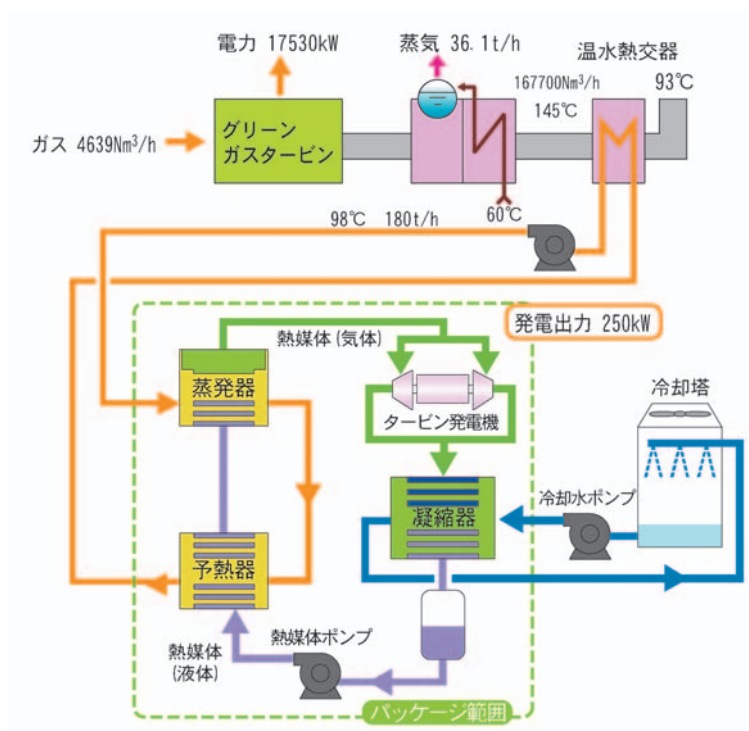 電力 17530kW
蒸気 36.1t/h
温水熱交器
167700Nm³/h
93℃
145℃
グリーン
ガスタービン
ガス 4639Nm³/h
60℃
98℃ 180t/h
発電出力 250kW
熱媒体(気体)
蒸発器
タービン発電機
冷却塔
凝縮器
冷却水ポンプ
予熱器
熱媒体ポンプ
熱媒体
(液体)
パッケージ範囲